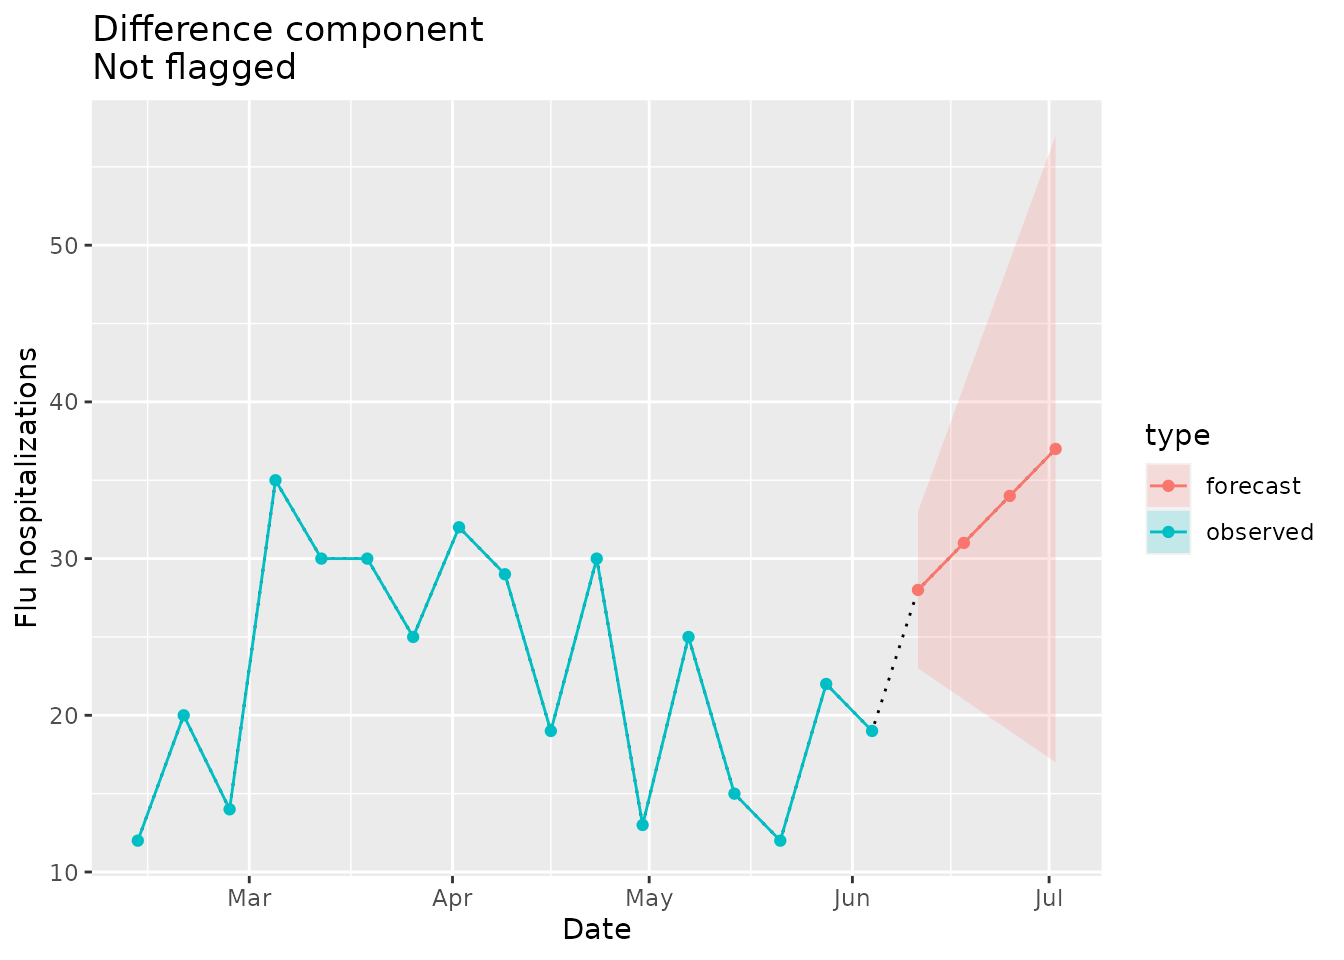 Difference component
Not flagged
Flu hospitalizations
50
40
30
20
10
Mar Apr May Jun Jul
Date
type
forecast
observed